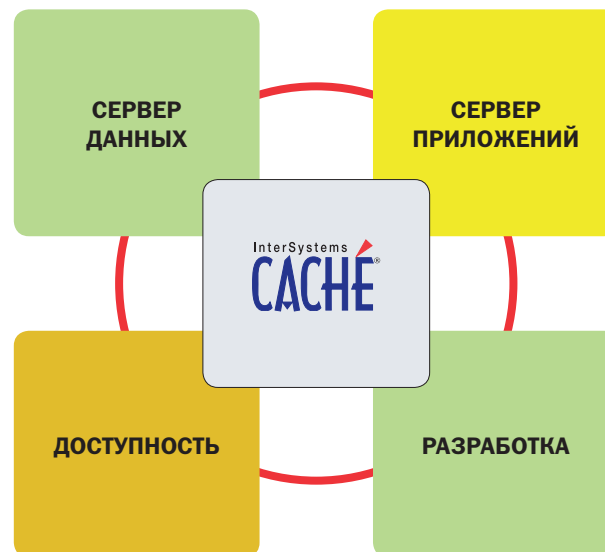 СЕРВЕР
ДАННЫХ
СЕРВЕР
ПРИЛОЖЕНИЙ
InterSystems
CACHÉ®
ДОСТУПНОСТЬ
РАЗРАБОТКА